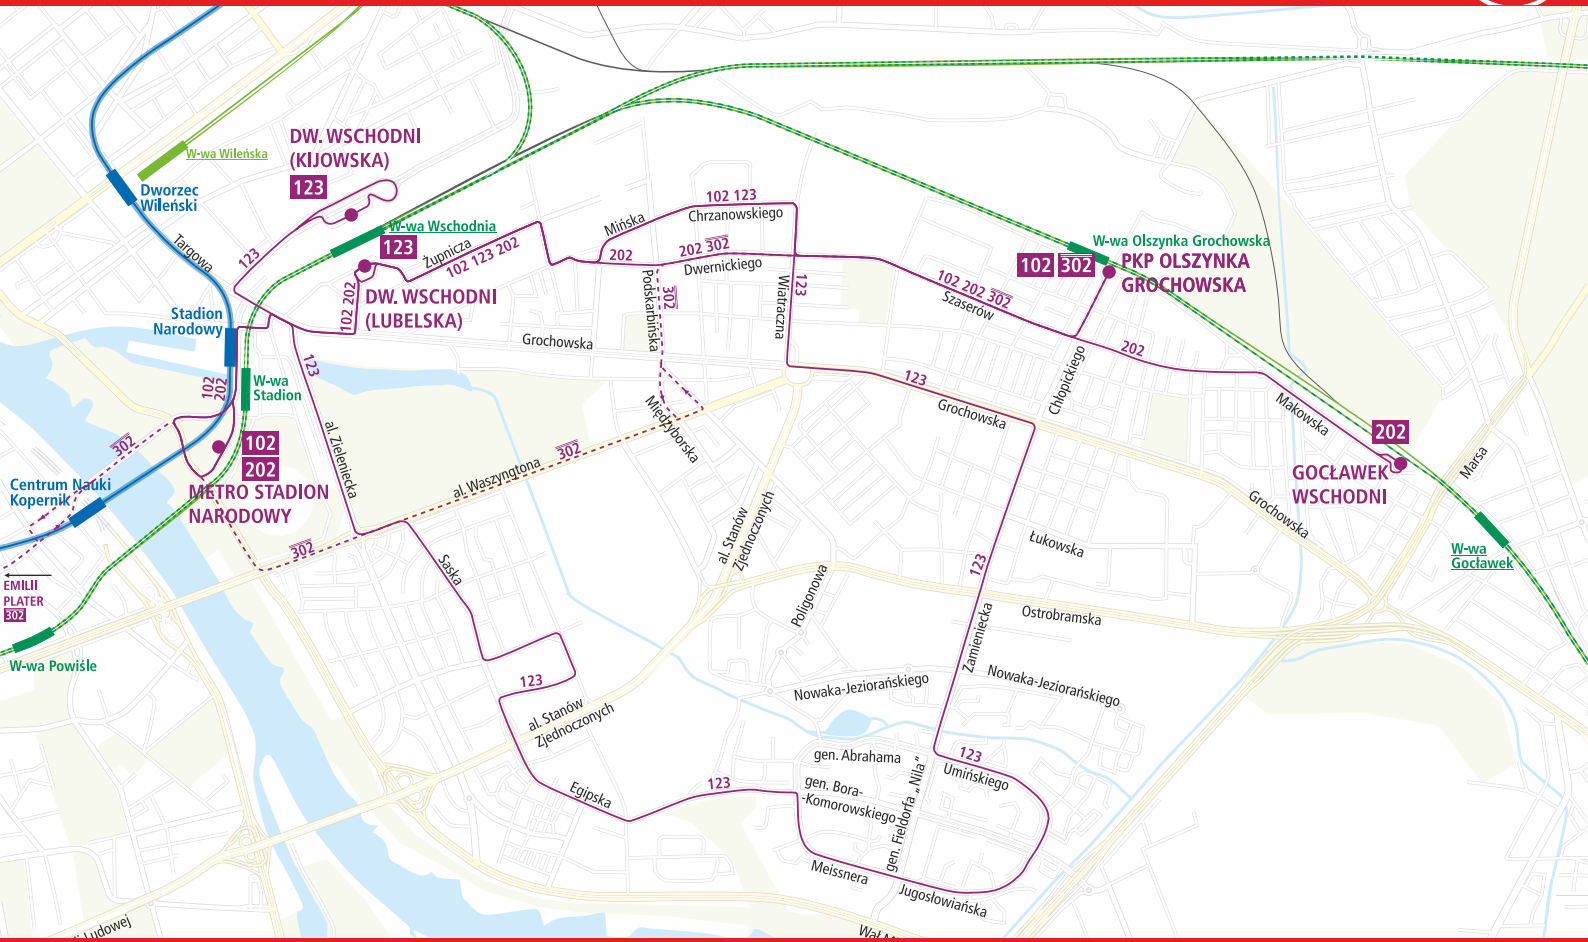 DW. WSCHODNI
(KIJOWSKA)
123
W-wa Wileńska
Dworzec
Wileński
Targowa
123
W-wa Wschodnia
123
Żupnicza
102 123 202
DW. WSCHODNI
(LUBELSKA)
102 202
Mińska
102 123
Chrzanowskiego
202
202 302
Dwernickiego
Podskarbińska
302
Wiatraczna
123
W-wa Olszynka Grochowska
102 302
PKP OLSZYNKA
GROCHOWSKA
102 202 302
Szaserów
202
Stadion
Narodowy
Grochowska
123
102
202
W-wa
Stadion
Chłopickiego
123
Grochowska
Makowska
202
GOCŁAWEK
WSCHODNI
Marsa
Międzyborska
302
302
al. Zieleniecka
102
202
METRO STADION
NARODOWY
Centrum Nauki
Kopernik
al. Waszyngtona
302
Grochowska
al. Stanów
Zjednoczonych
Łukowska
W-wa
Gocławek
EMILII
PLATER
302
Saska
123
Poligonowa
Ostrobramska
Zamieniecka
W-wa Powiśle
123
Nowaka-Jeziorańskiego
Nowaka-Jeziorańskiego
al. Stanów
Zjednoczonych
gen. Abrahama
123
Umińskiego
gen. Bora-
-Komorowskiego
gen. Fieldorfa „Nila”
Egipska
123
Meissnera
Jugosłowiańska
Ludowej